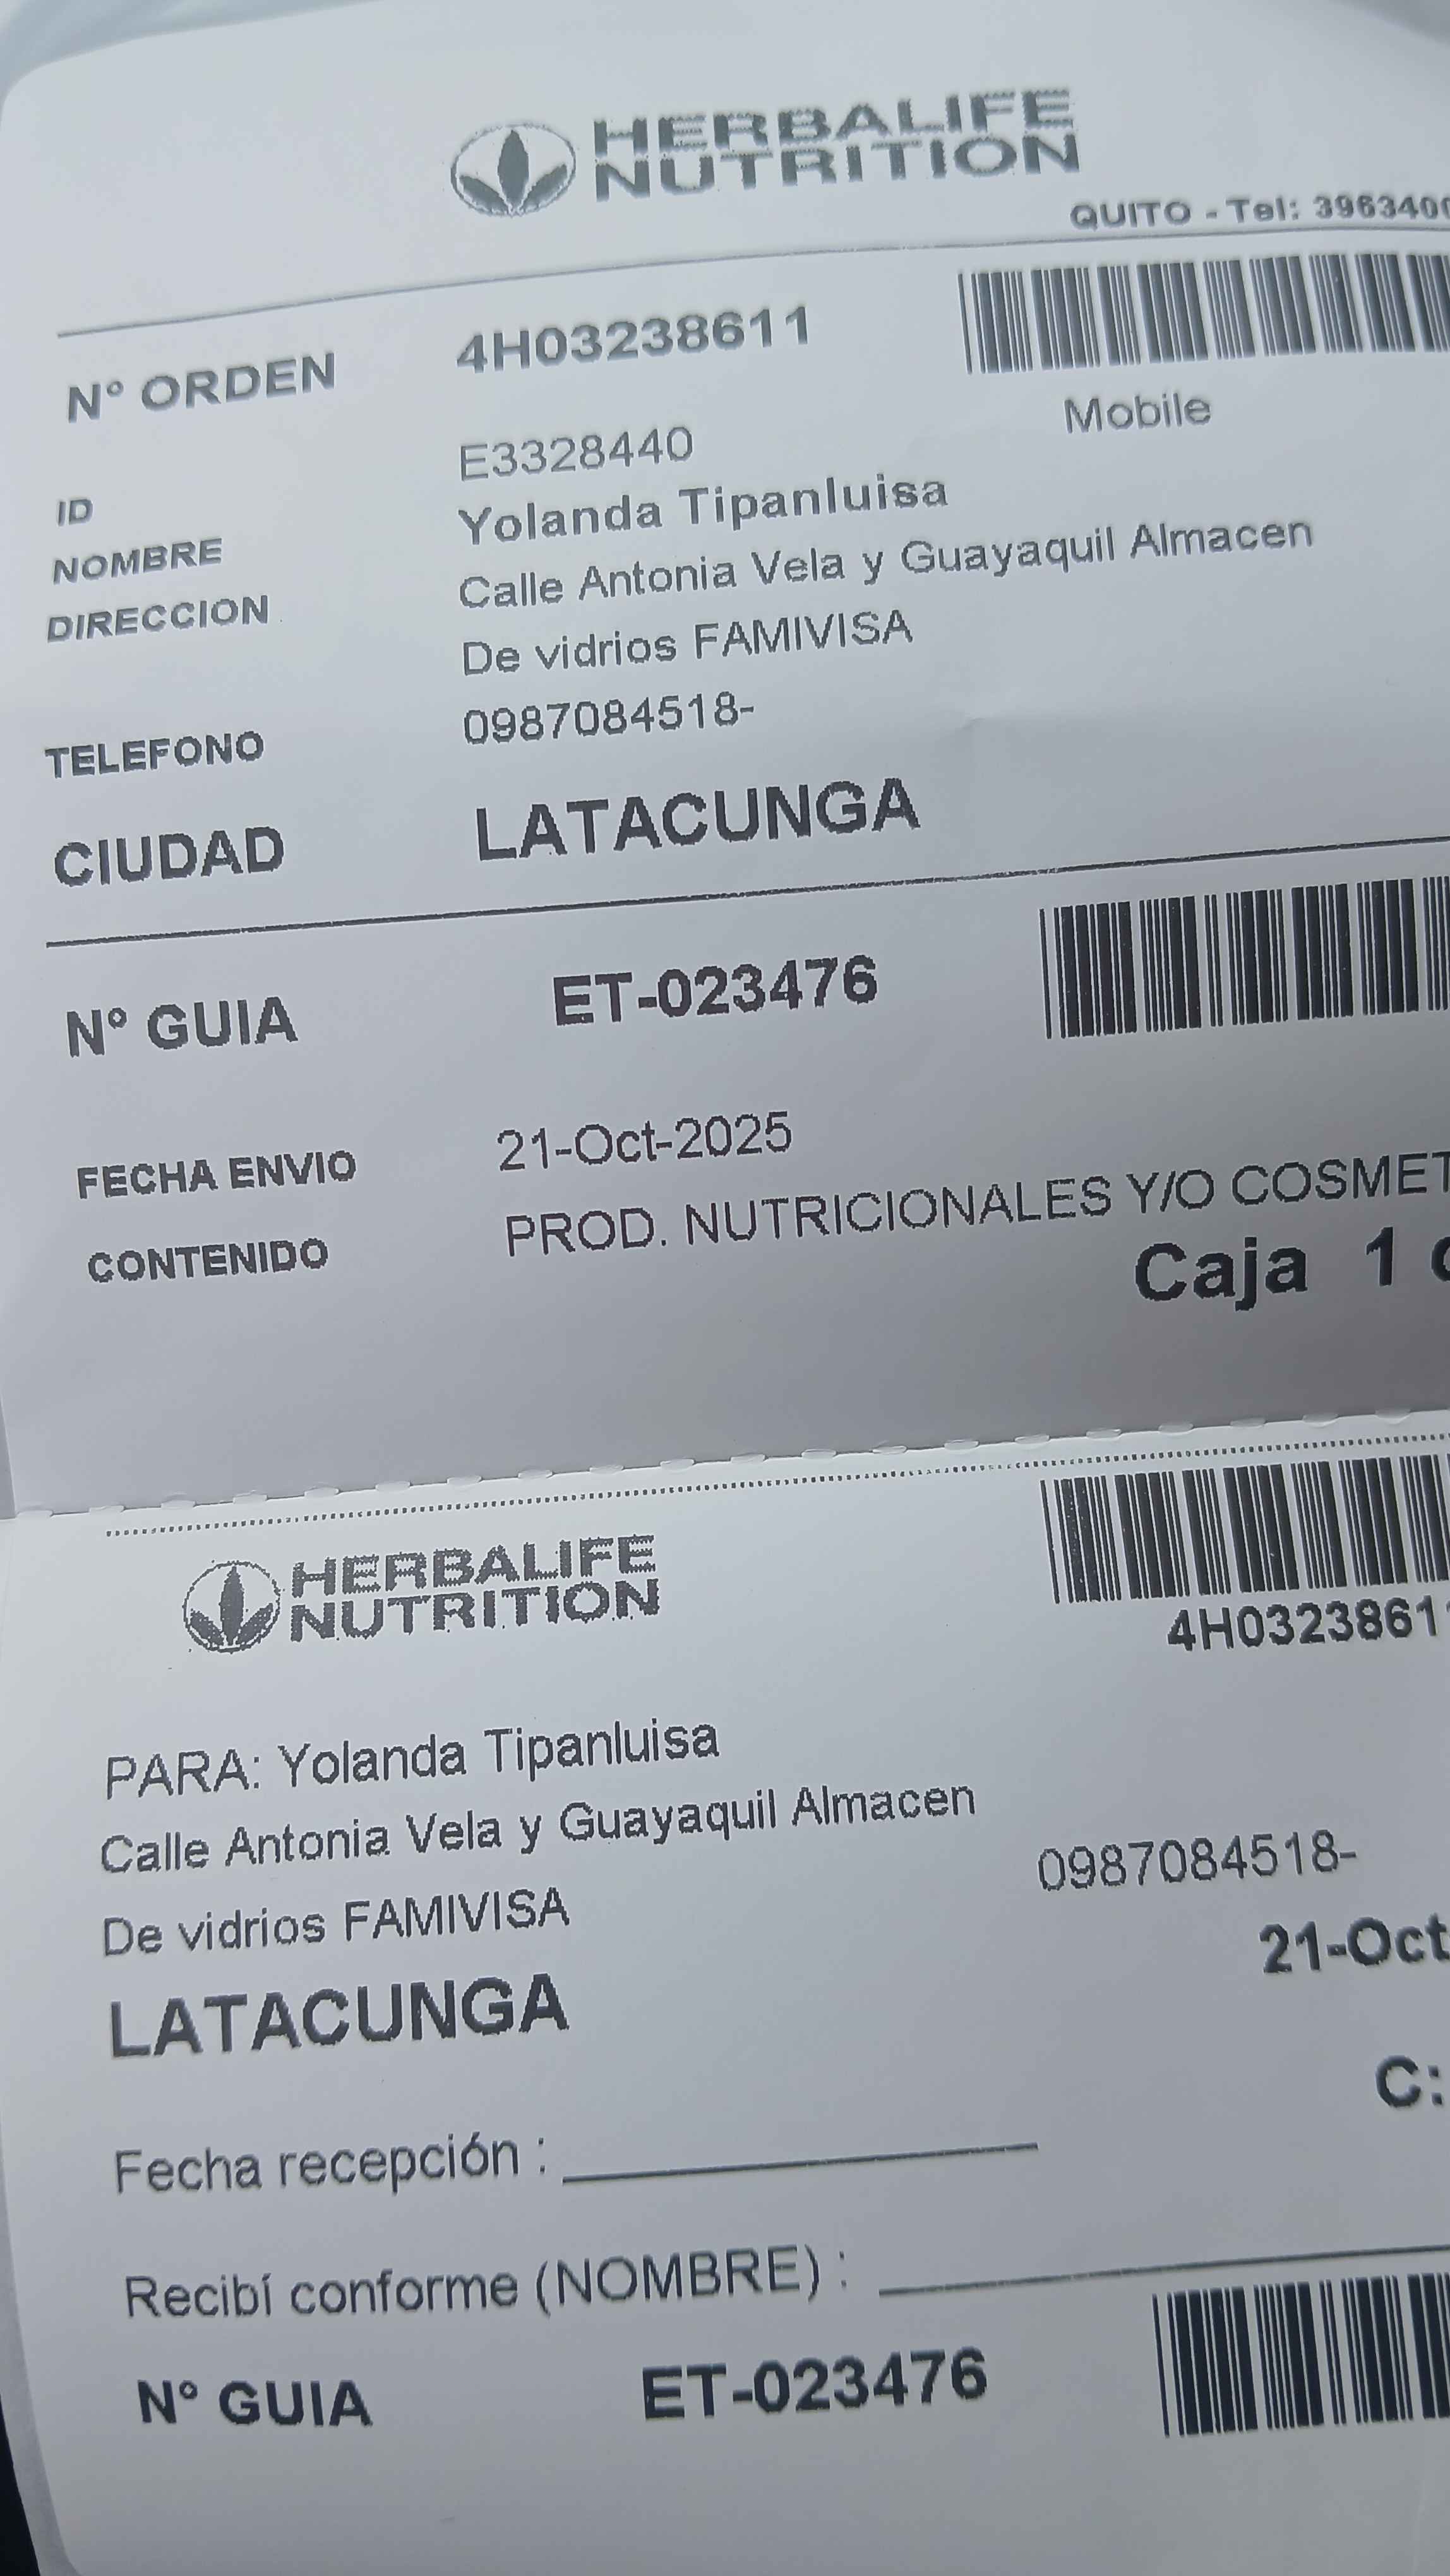 HERBALIFE
NUTRITION
QUITO - Tel: 3963400
Nº ORDEN 4H03238611
Mobile
ID E3328440
NOMBRE Yolanda Tipanluisa
DIRECCION Calle Antonia Vela y Guayaquil Almacen
De vidrios FAMIVISA
TELEFONO 0987084518-
CIUDAD LATACUNGA
Nº GUIA ET-023476
FECHA ENVIO 21-Oct-2025
CONTENIDO PROD. NUTRICIONALES Y/O COSMET
Caja 1
HERBALIFE
NUTRITION
4H03238611
PARA: Yolanda Tipanluisa
Calle Antonia Vela y Guayaquil Almacen
0987084518-
De vidrios FAMIVISA
21-Oct
LATACUNGA
C:
Fecha recepción :
Recibí conforme (NOMBRE) :
Nº GUIA ET-023476